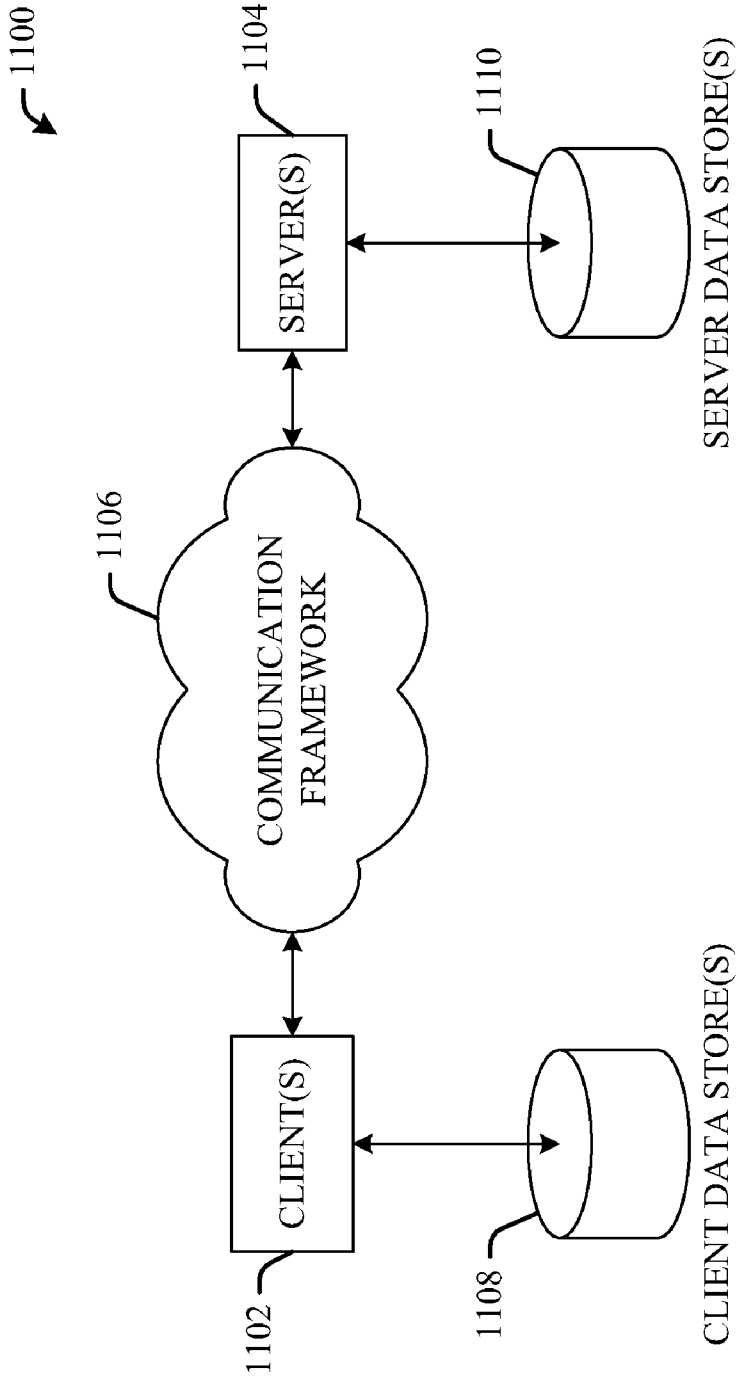 1100
1102
CLIENT(S)
1106
COMMUNICATION
FRAMEWORK
SERVER(S)
1104
1108
1110
CLIENT DATA STORE(S)
SERVER DATA STORE(S)